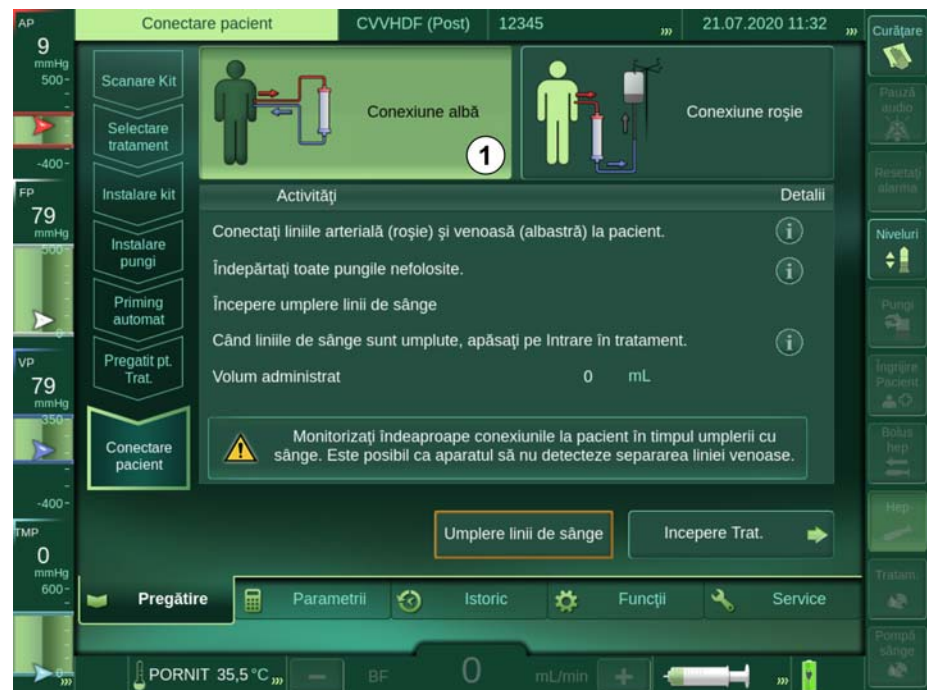 AP
9
mmHg
500-
-400-
FP
79
mmHg
500-
0
VP
79
mmHg
350-
-400-
TMP
0
mmHg
600-
0
Conectare pacient
CVVHDF (Post)
12345
21.07.2020 11:32
Scanare Kit
Selectare
tratament
Instalare kit
Instalare
pungi
Priming
automat
Pregatit pt.
Trat.
Conectare
pacient
Conexiune albă
1
Conexiune roșie
Activități
Detalii
Conectați liniile arterială (roșie) și venoasă (albastră) la pacient.
Îndepărtați toate pungile nefolosite.
Începere umplere linii de sânge
Când liniile de sânge sunt umplute, apăsați pe Intrare în tratament.
Volum administrat 0 mL
Monitorizați îndeaproape conexiunile la pacient în timpul umplerii cu
sânge. Este posibil ca aparatul să nu detecteze separarea liniei venoase.
Umplere linii de sânge
Incepere Trat.
Pregătire
Parametrii
Istoric
Funcții
Service
PORNIT 35,5 °C
BF 0 mL/min
Curățare
Pauză
audio
Resetați
alarma
Niveluri
Pungi
Îngrijire
Pacient
Bolus
hep
Hep
Tratam.
Pompă
sânge